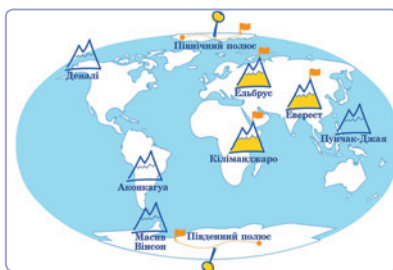 Північний полюс
Деналі
Ельбрус
Еверест
Пунчак-Джая
Кіліманджаро
Аконкагуа
Масив
Вінсон
Південний полюс